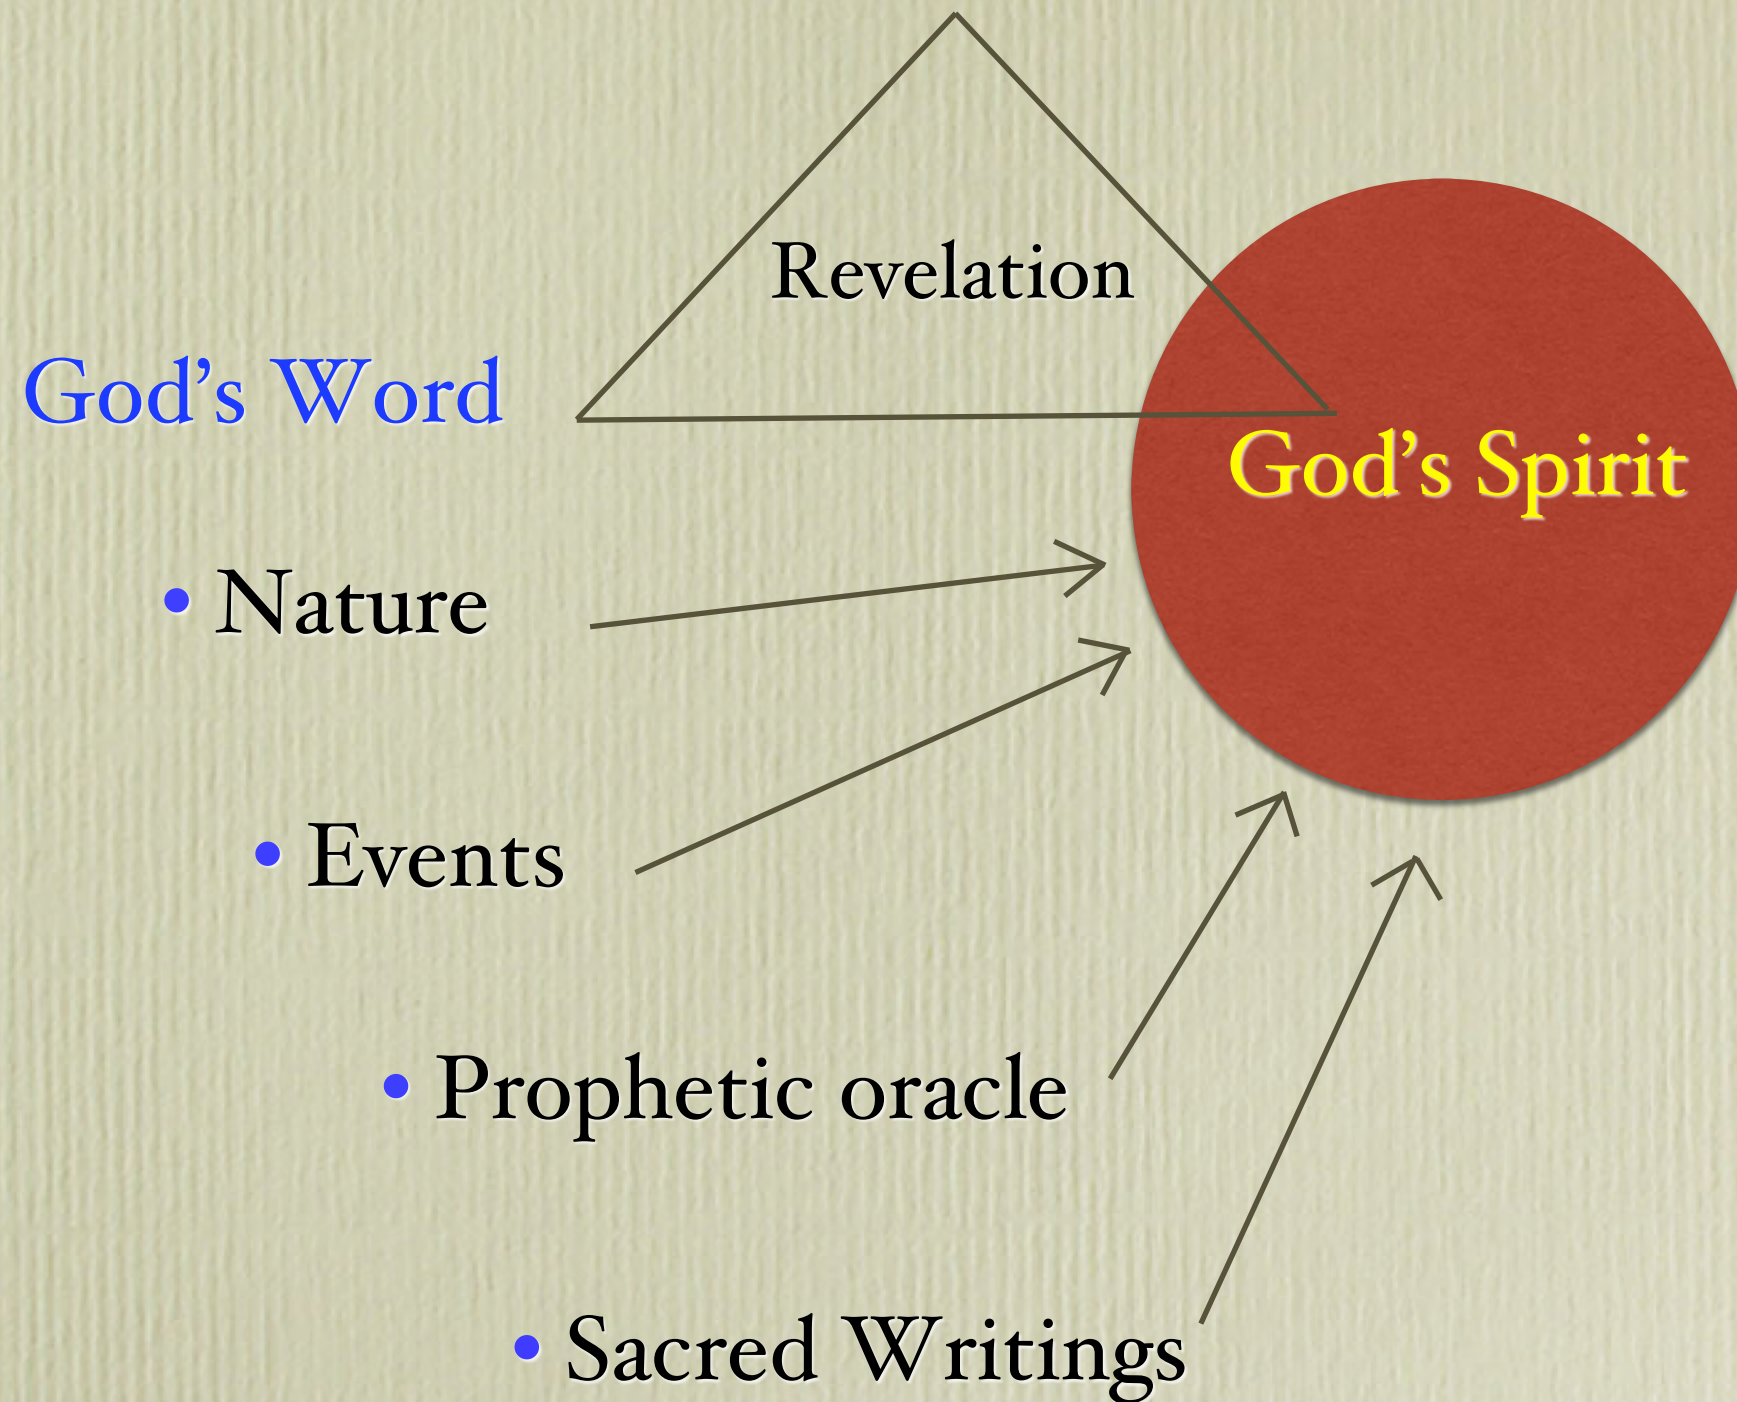 Revelation
God's Word
God's Spirit
• Nature
• Events
• Prophetic oracle
• Sacred Writings